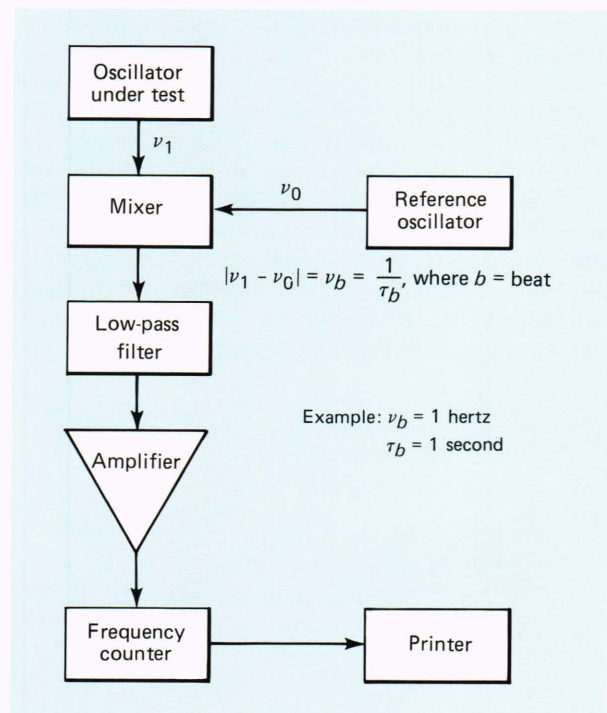 Oscillator
under test
ν1
Mixer
ν0
Reference
oscillator
|ν1 - ν0| = νb = 1/τb, where b = beat
Low-pass
filter
Example: νb = 1 hertz
τb = 1 second
Amplifier
Frequency
counter
Printer